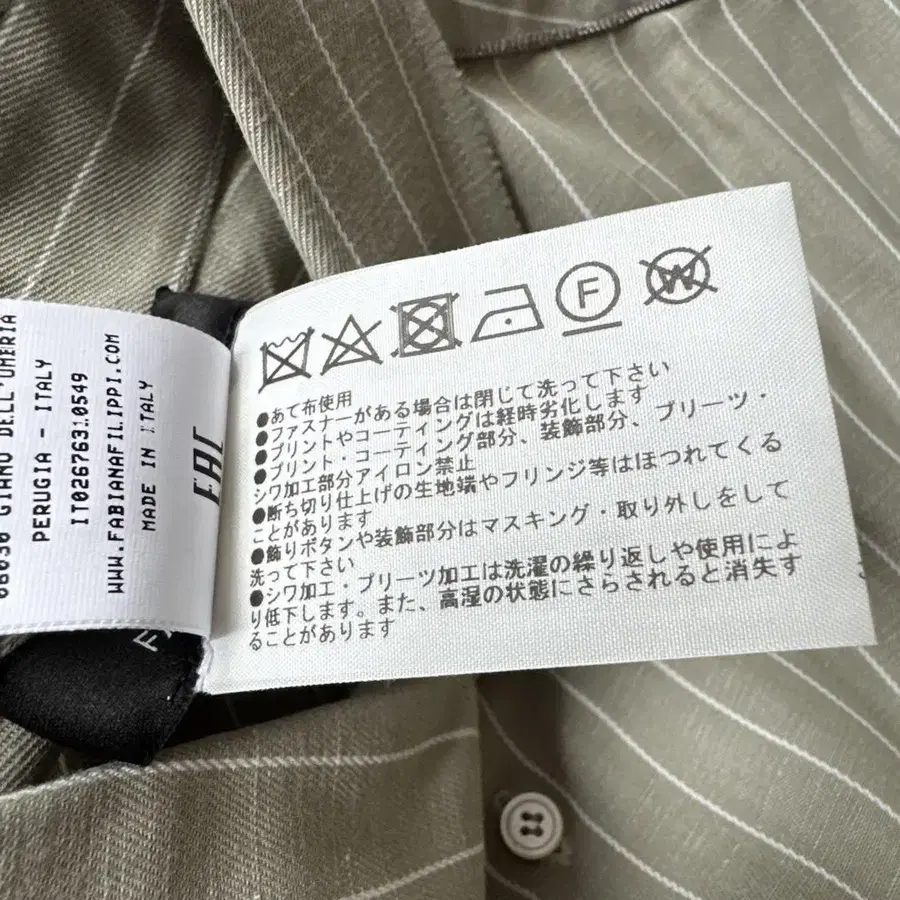 06030 GIANO DELL'UMBRIA
PERUGIA - ITALY
IT02676310549
WWW.FABIANAFILIPPI.COM
MADE IN ITALY
EAC
F
W
●あて布使用
●ファスナーがある場合は閉じて洗って下さい
●プリントやコーティングは経時劣化します
●プリント・コーティング部分、装飾部分、プリーツ・
シワ加工部分アイロン禁止
●断ち切り仕上げの生地端やフリンジ等はほつれてくる
ことがあります
●飾りボタンや装飾部分はマスキング・取り外しをして
洗って下さい
●シワ加工・プリーツ加工は洗濯の繰り返しや使用によ
り低下します。また、高湿の状態にさらされると消失す
ることがあります